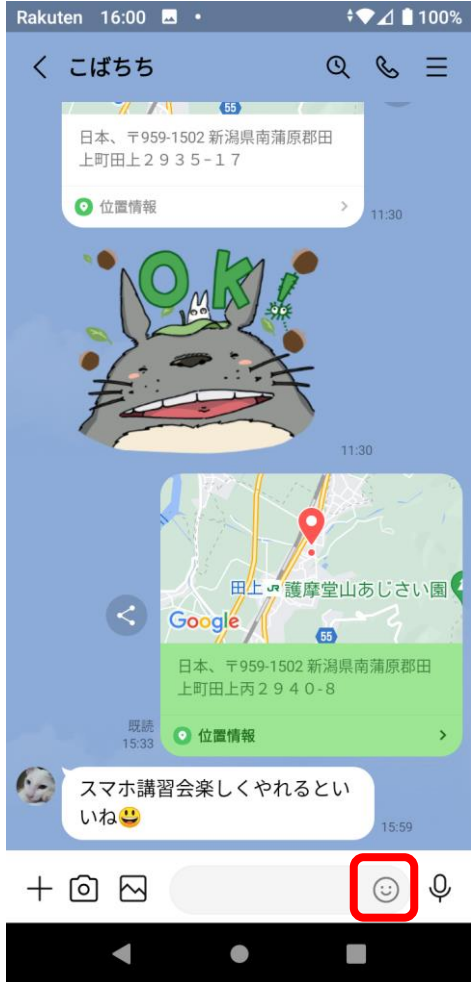 Rakuten 16:00 100%
こばちち
55
日本、〒959-1502 新潟県南蒲原郡田
上町田上２９３５−１７
位置情報
11:30
OK!
11:30
田上 JR 護摩堂山あじさい園
Google
55
日本、〒959-1502 新潟県南蒲原郡田
上町田上丙２９４０-８
既読
15:33
位置情報
スマホ講習会楽しくやれるとい
いね😃
15:59